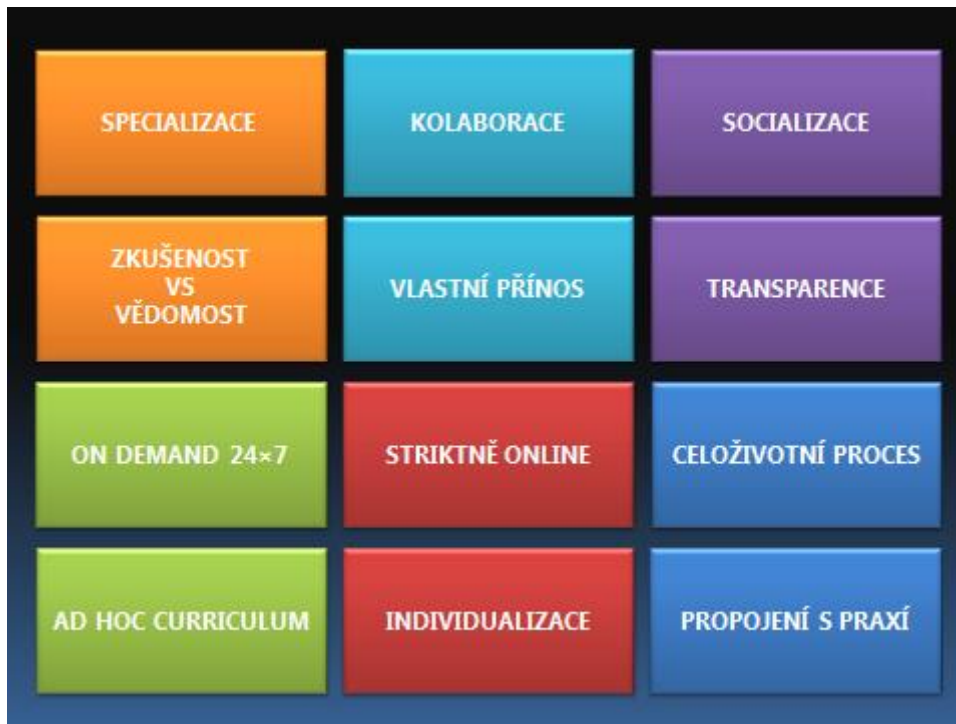 SPECIALIZACE
KOLABORACE
SOCIALIZACE
ZKUŠENOST
VS
VĚDOMOST
VLASTNÍ PŘÍNOS
TRANSPARENCE
ON DEMAND 24×7
STRIKTNĚ ONLINE
CELOŽIVOTNÍ PROCES
AD HOC CURRICULUM
INDIVIDUALIZACE
PROPOJENÍ S PRAXÍ